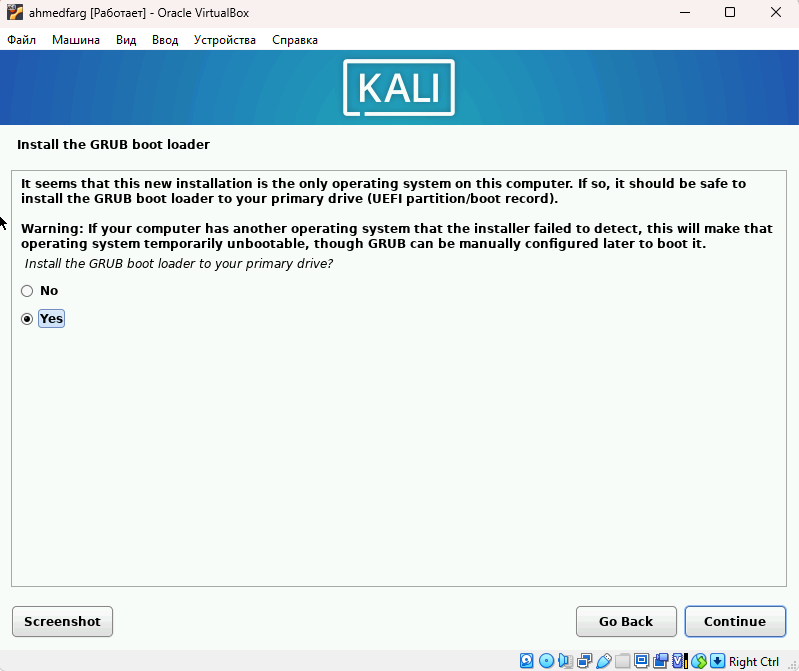 ahmedfarg [Работает] - Oracle VirtualBox
Файл Машина Вид Ввод Устройства Справка
KALI
Install the GRUB boot loader
It seems that this new installation is the only operating system on this computer. If so, it should be safe to
install the GRUB boot loader to your primary drive (UEFI partition/boot record).
Warning: If your computer has another operating system that the installer failed to detect, this will make that
operating system temporarily unbootable, though GRUB can be manually configured later to boot it.
Install the GRUB boot loader to your primary drive?
No
Yes
Screenshot Go Back Continue
Right Ctrl